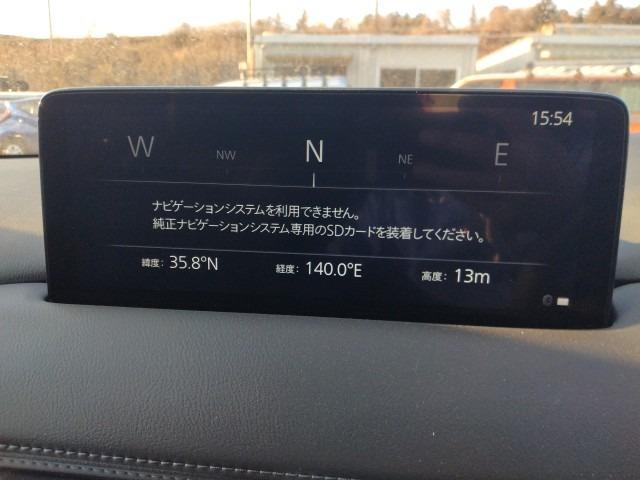 15:54
W NW N NE E
ナビゲーションシステムを利用できません。
純正ナビゲーションシステム専用のSDカードを装着してください。
緯度: 35.8°N 経度: 140.0°E 高度: 13m